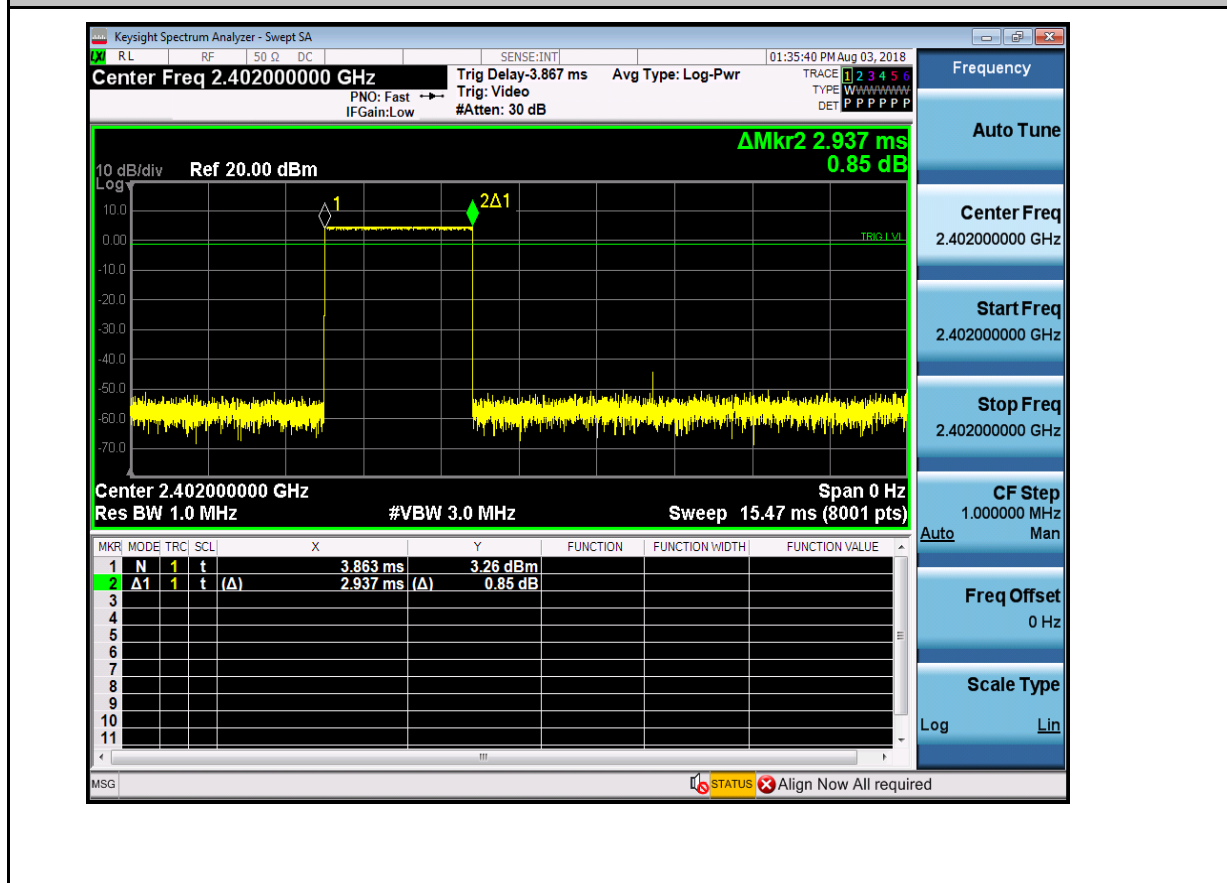 Keysight Spectrum Analyzer - Swept SA
LXI RL RF 50 Ω DC SENSE:INT 01:35:40 PM Aug 03, 2018
Center Freq 2.402000000 GHz
Trig Delay-3.867 ms Avg Type: Log-Pwr
TRACE 1 2 3 4 5 6
PNO: Fast Trig: Video
TYPE WWWWWW
IFGain:Low #Atten: 30 dB
DET P P P P P P
ΔMkr2 2.937 ms
0.85 dB
10 dB/div Ref 20.00 dBm
Log
1
2Δ1
10.0
0.00
TRIG LVL
-10.0
-20.0
-30.0
-40.0
-50.0
-60.0
-70.0
Center 2.402000000 GHz Span 0 Hz
Res BW 1.0 MHz #VBW 3.0 MHz Sweep 15.47 ms (8001 pts)
MKR MODE TRC SCL X Y FUNCTION FUNCTION WIDTH FUNCTION VALUE
1 N 1 t 3.863 ms 3.26 dBm
2 Δ1 1 t (Δ) 2.937 ms (Δ) 0.85 dB
3
4
5
6
7
8
9
10
11
MSG STATUS Align Now All required
Frequency
Auto Tune
Center Freq
2.402000000 GHz
Start Freq
2.402000000 GHz
Stop Freq
2.402000000 GHz
CF Step
1.000000 MHz
Auto Man
Freq Offset
0 Hz
Scale Type
Log Lin